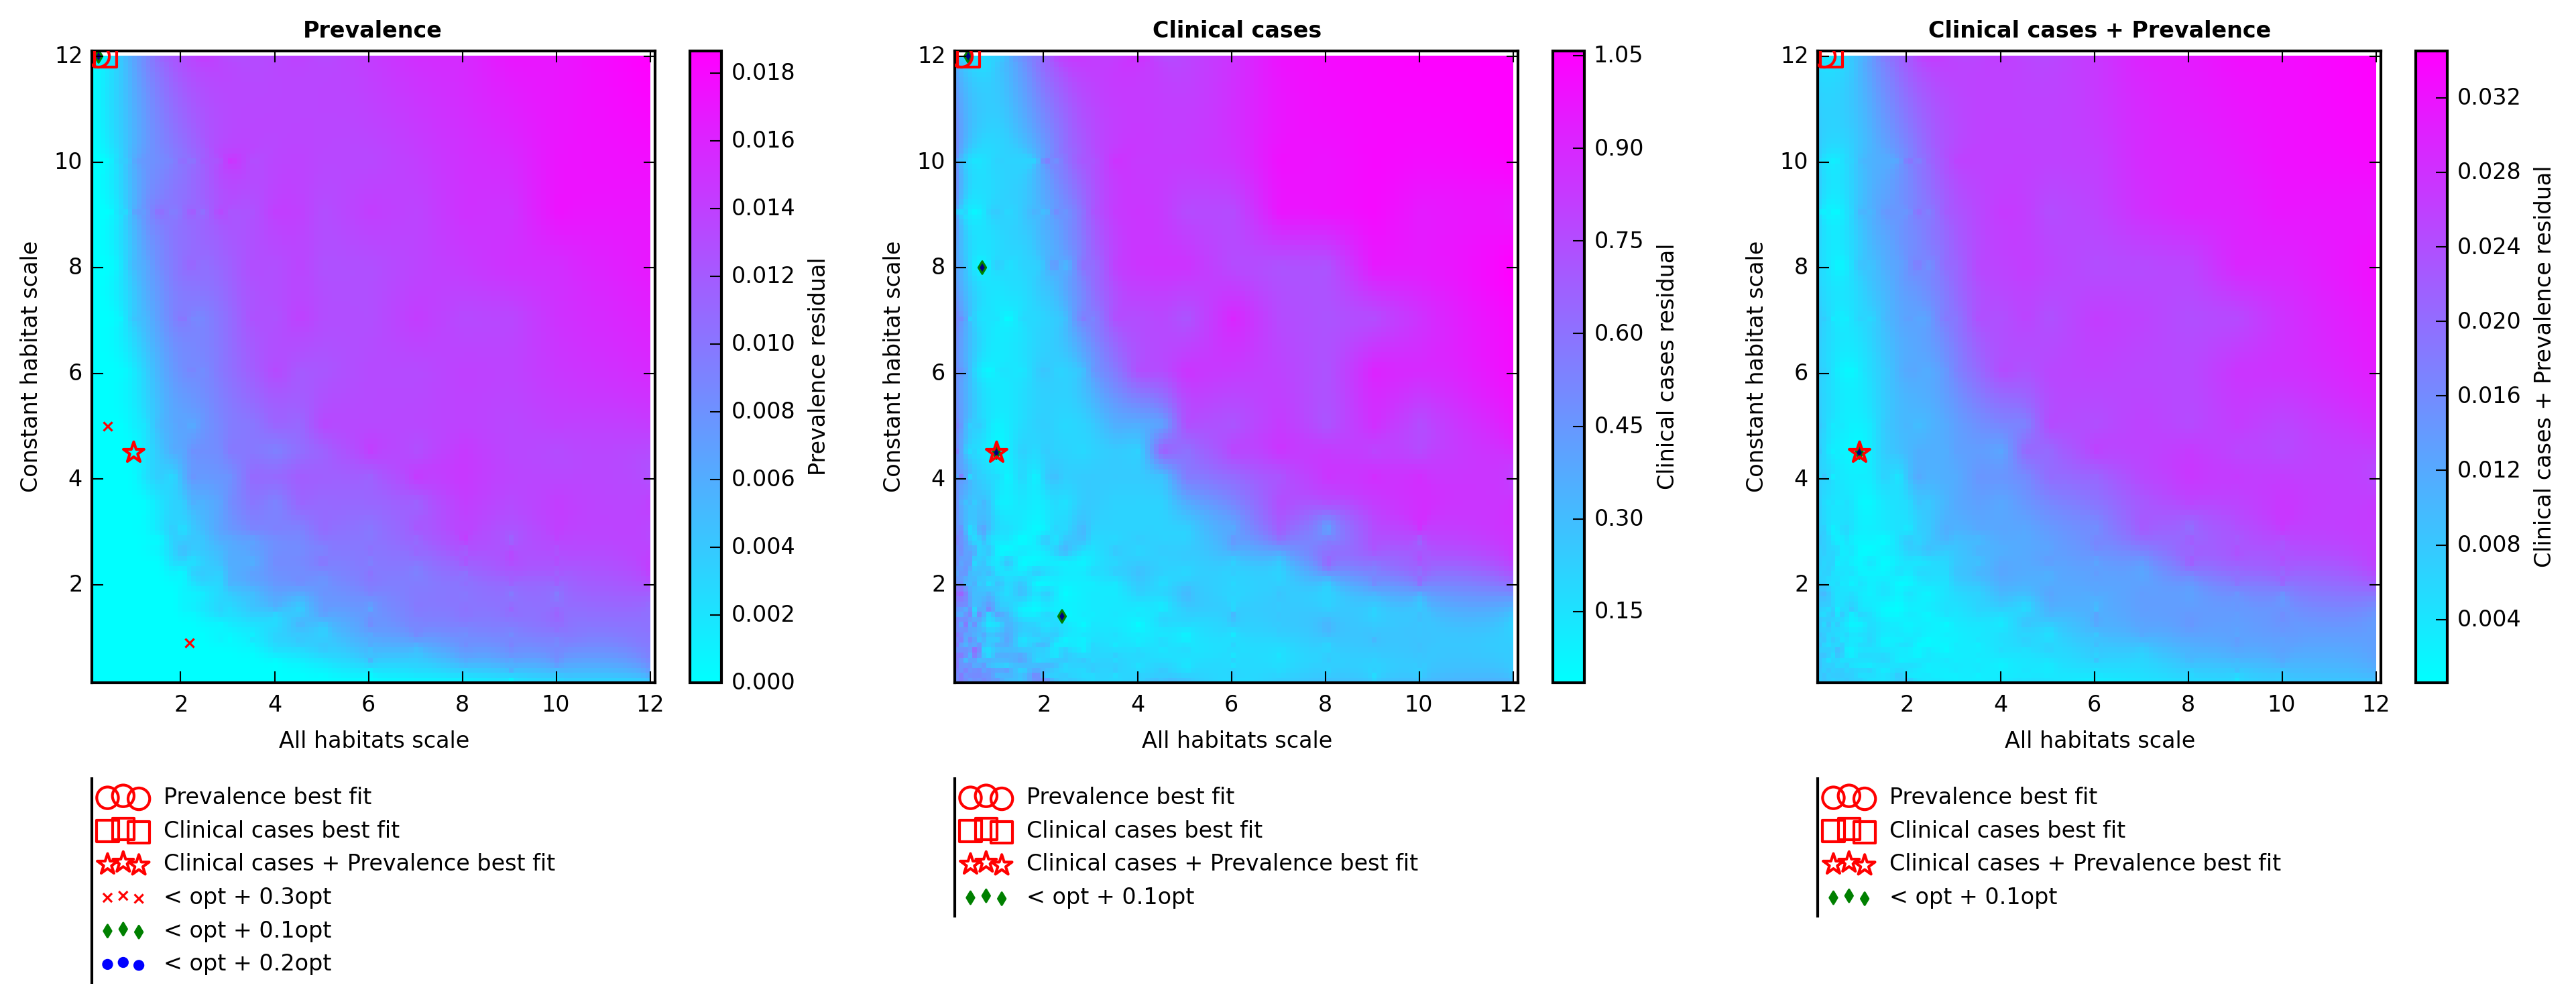 Prevalence
12
10
8
6
4
2
Constant habitat scale
2 4 6 8 10 12
All habitats scale
0.018
0.016
0.014
0.012
0.010
0.008
0.006
0.004
0.002
0.000
Prevalence residual
Prevalence best fit
Clinical cases best fit
Clinical cases + Prevalence best fit
< opt + 0.3opt
< opt + 0.1opt
< opt + 0.2opt
Clinical cases
12
10
8
6
4
2
Constant habitat scale
2 4 6 8 10 12
All habitats scale
1.05
0.90
0.75
0.60
0.45
0.30
0.15
Clinical cases residual
Prevalence best fit
Clinical cases best fit
Clinical cases + Prevalence best fit
< opt + 0.1opt
Clinical cases + Prevalence
12
10
8
6
4
2
Constant habitat scale
2 4 6 8 10 12
All habitats scale
0.032
0.028
0.024
0.020
0.016
0.012
0.008
0.004
Clinical cases + Prevalence residual
Prevalence best fit
Clinical cases best fit
Clinical cases + Prevalence best fit
< opt + 0.1opt